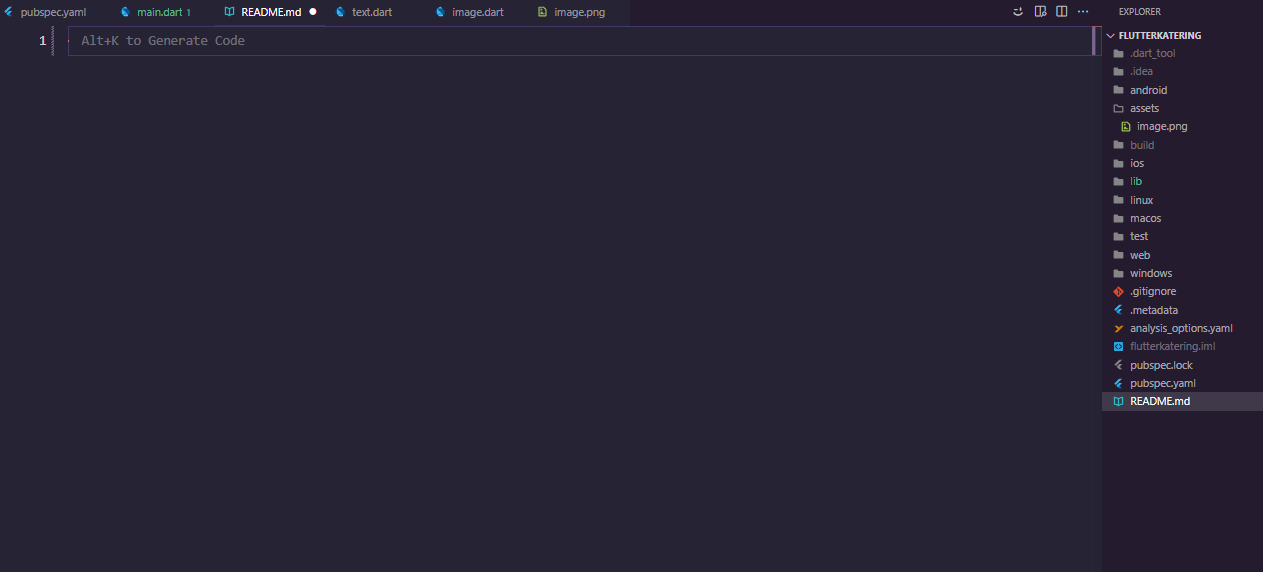 pubspec.yaml main.dart 1 README.md text.dart image.dart image.png
1 Alt+K to Generate Code
EXPLORER
FLUTTERKATERING
.dart_tool
.idea
android
assets
image.png
build
ios
lib
linux
macos
test
web
windows
.gitignore
.metadata
analysis_options.yaml
flutterkatering.iml
pubspec.lock
pubspec.yaml
README.md